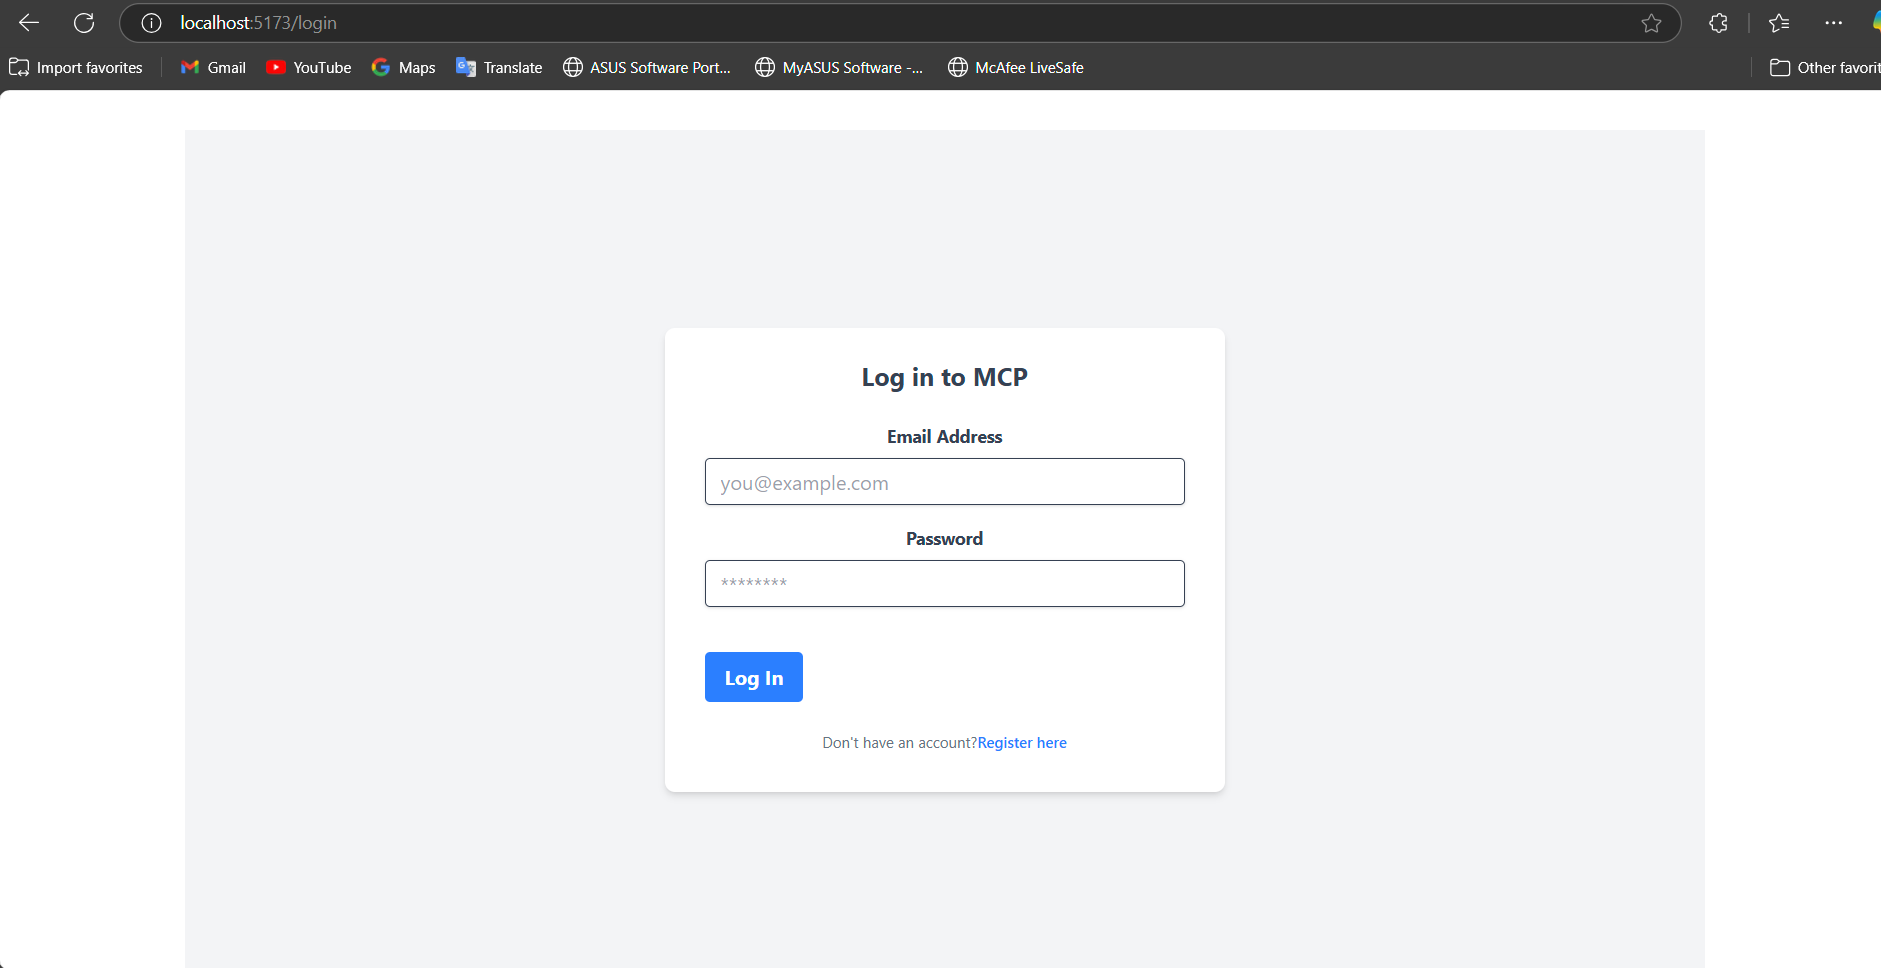 localhost:5173/login
Import favorites Gmail YouTube Maps Translate ASUS Software Port... MyASUS Software -... McAfee LiveSafe Other favorit
Log in to MCP
Email Address
you@example.com
Password
********
Log In
Don't have an account?Register here